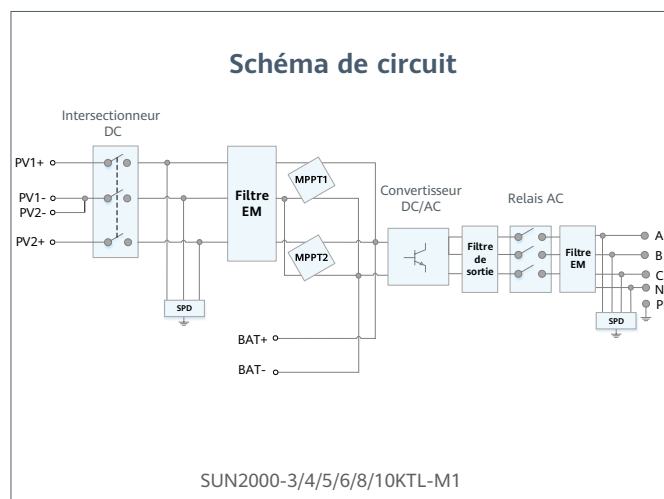 Schéma de circuit
Intersectionneur
DC
PV1+
PV1-
PV2-
PV2+
Filtre
EM
MPPT1
MPPT2
SPD
BAT+
BAT-
Convertisseur
DC/AC
Filtre
de
sortie
Relais AC
Filtre
EM
SPD
A
B
C
N
P
SUN2000-3/4/5/6/8/10KTL-M1